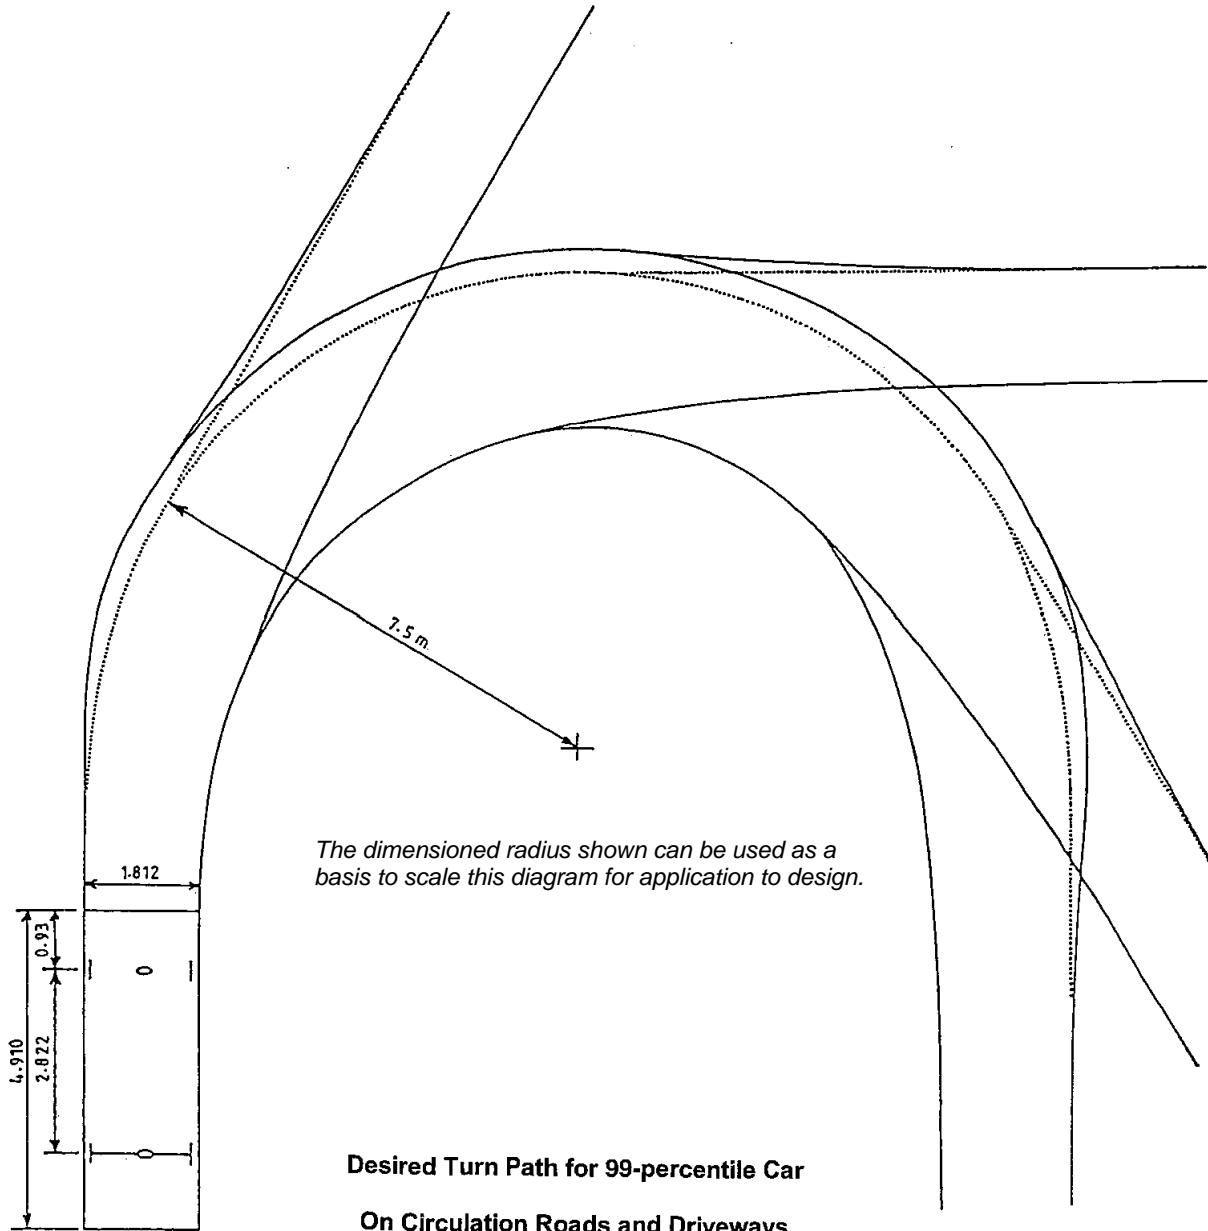 7.5 m.
The dimensioned radius shown can be used as a
basis to scale this diagram for application to design.
1.812
0.93
2.822
4.910
Desired Turn Path for 99-percentile Car
On Circulation Roads and Driveways